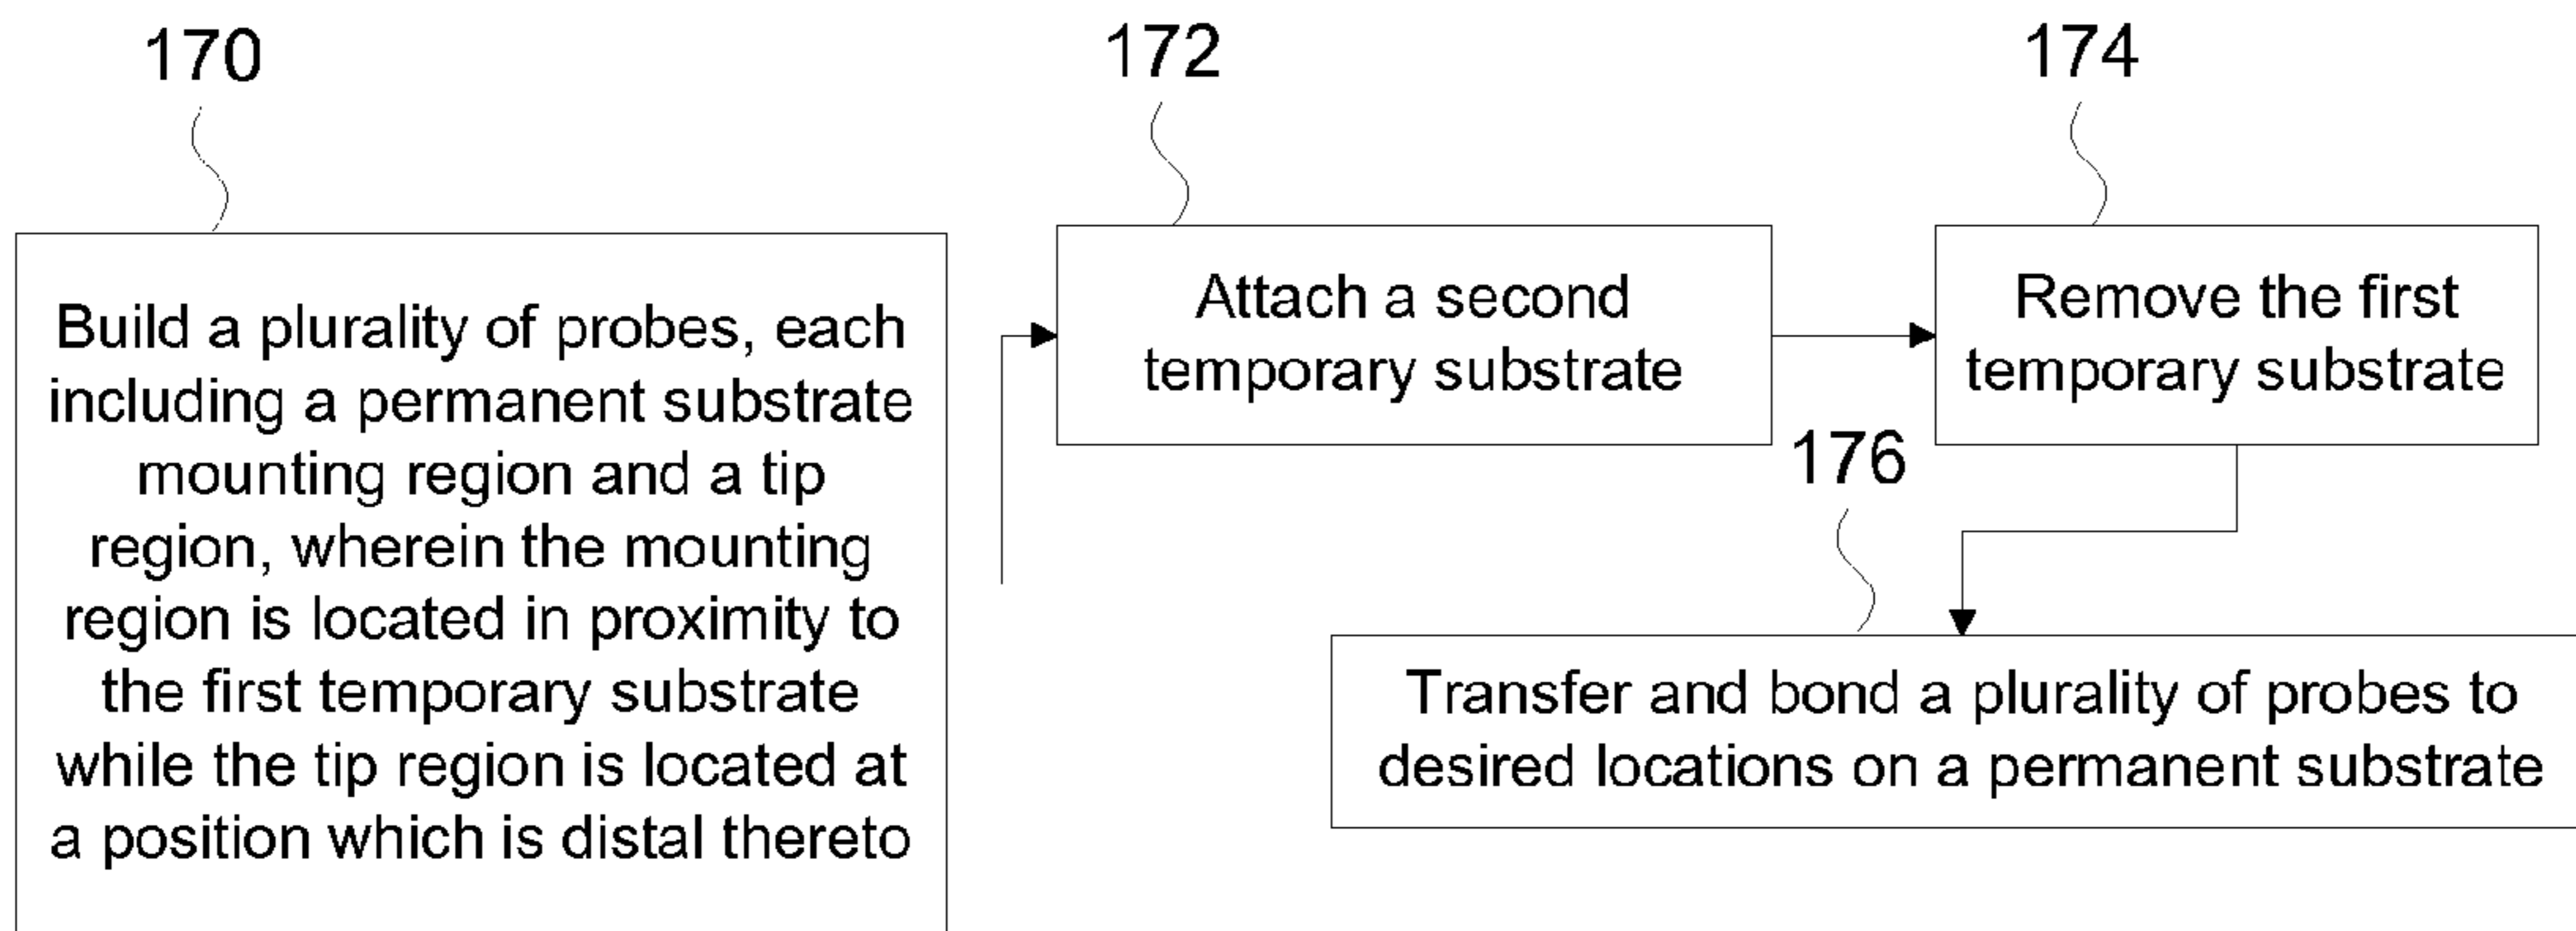 170
Build a plurality of probes, each
including a permanent substrate
mounting region and a tip
region, wherein the mounting
region is located in proximity to
the first temporary substrate
while the tip region is located at
a position which is distal thereto
172
Attach a second
temporary substrate
174
Remove the first
temporary substrate
176
Transfer and bond a plurality of probes to
desired locations on a permanent substrate